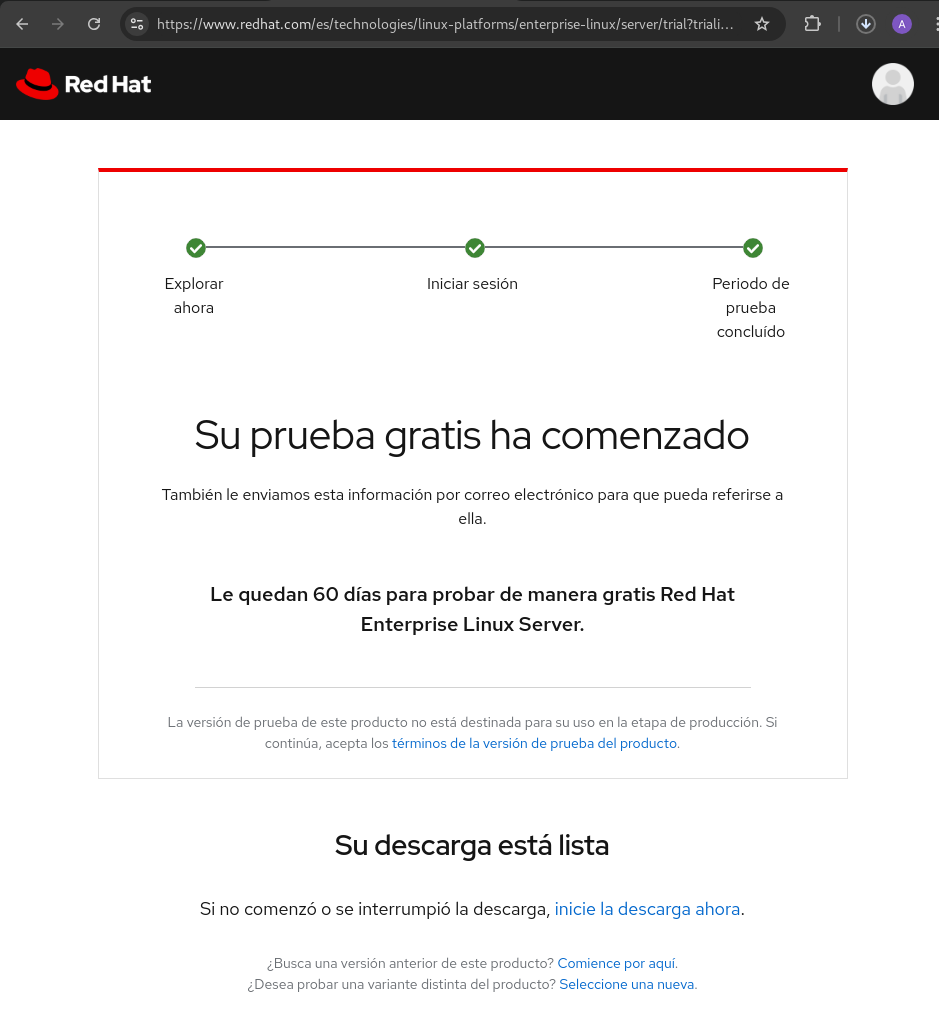 https://www.redhat.com/es/technologies/linux-platforms/enterprise-linux/server/trial?triali...
A
Red Hat
Explorar
ahora
Iniciar sesión
Periodo de
prueba
concluído
Su prueba gratis ha comenzado
También le enviamos esta información por correo electrónico para que pueda referirse a
ella.
Le quedan 60 días para probar de manera gratis Red Hat
Enterprise Linux Server.
La versión de prueba de este producto no está destinada para su uso en la etapa de producción. Si
continúa, acepta los términos de la versión de prueba del producto.
Su descarga está lista
Si no comenzó o se interrumpió la descarga, inicie la descarga ahora.
¿Busca una versión anterior de este producto? Comience por aquí.
¿Desea probar una variante distinta del producto? Seleccione una nueva.